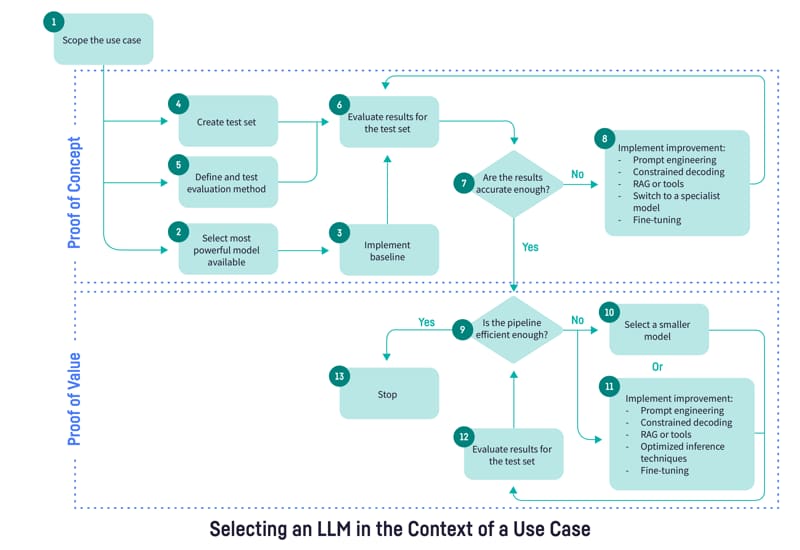 1
Scope the use case
Proof of Concept
4
Create test set
5
Define and test
evaluation method
2
Select most
powerful model
available
3
Implement
baseline
6
Evaluate results for
the test set
7
Are the results
accurate enough?
No
Yes
8
Implement improvement:
- Prompt engineering
- Constrained decoding
- RAG or tools
- Switch to a specialist
model
- Fine-tuning
Proof of Value
9
Is the pipeline
efficient enough?
Yes
No
13
Stop
10
Select a smaller
model
Or
11
Implement improvement:
- Prompt engineering
- Constrained decoding
- RAG or tools
- Optimized inference
techniques
- Fine-tuning
12
Evaluate results for
the test set
Selecting an LLM in the Context of a Use Case